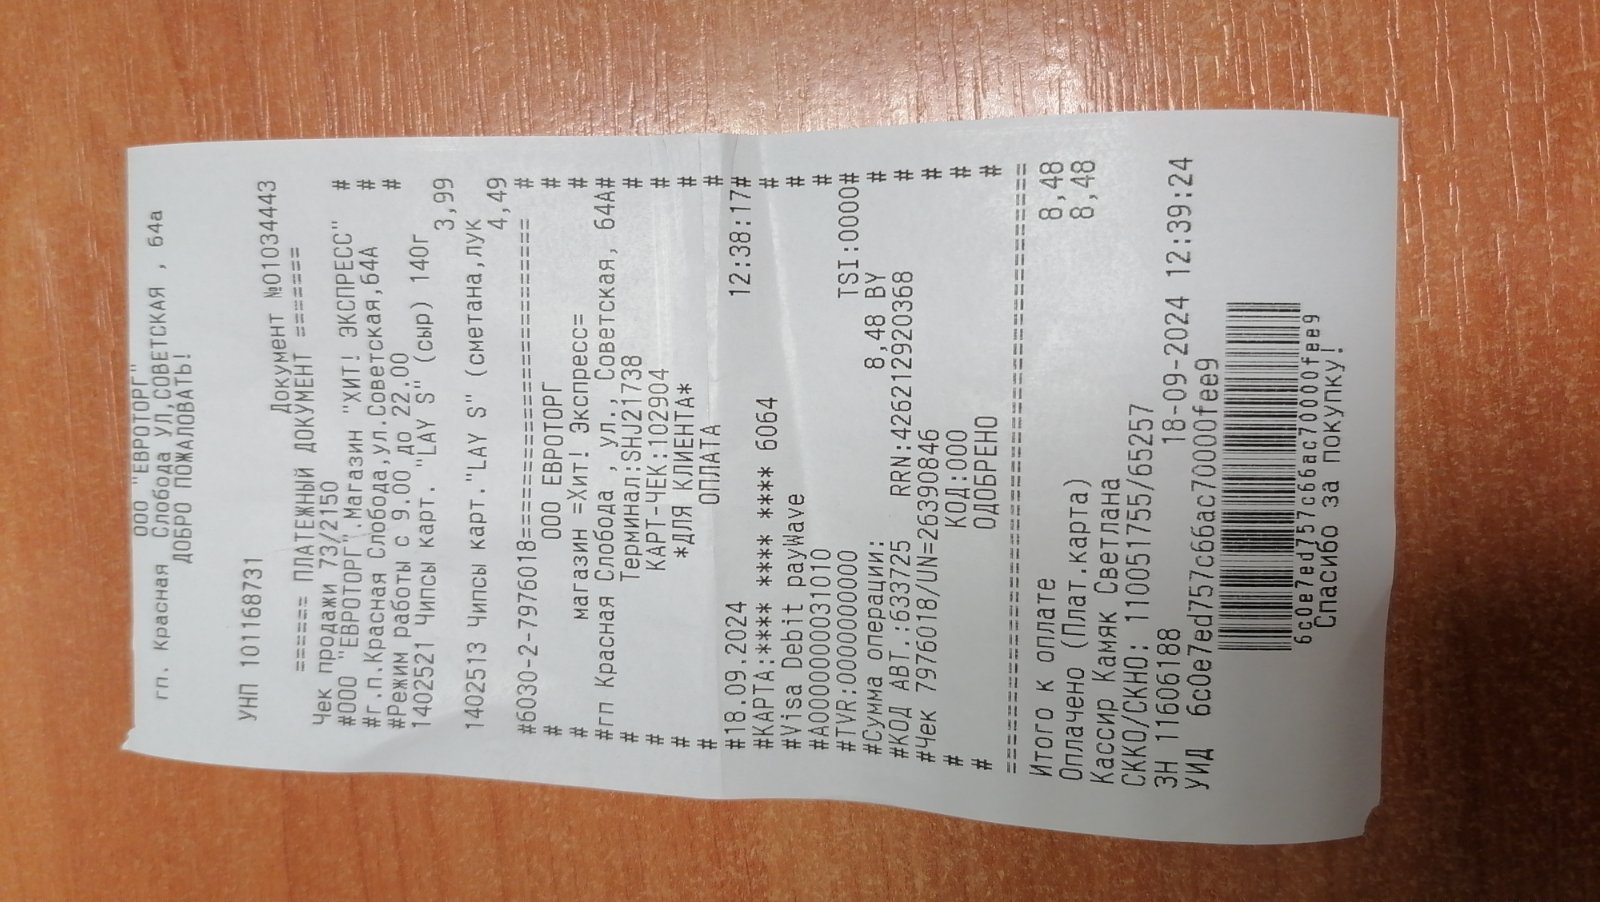 ООО "ЕВРОТОРГ"
гп. Красная Слобода ул.СОВЕТСКАЯ , 64а
ДОБРО ПОЖАЛОВАТЬ!
УНП 101168731
Документ №01034443
====== ПЛАТЕЖНЫЙ ДОКУМЕНТ =======
Чек продажи 73/2150
#ООО "ЕВРОТОРГ".Магазин "ХИТ! ЭКСПРЕСС" #
#г.п.Красная Слобода,ул.Советская,64А #
#Режим работы с 9.00 до 22.00 #
1402521 Чипсы карт. "LAY S" (сыр) 140г
3,99
1402513 Чипсы карт."LAY S" (сметана,лук
4,49
#6030-2-7976018======================== #
# ООО ЕВРОТОРГ #
# магазин =Хит! Экспресс= #
#гп Красная Слобода , ул., Советская, 64А#
# Терминал:SHJ21738 #
# КАРТ-ЧЕК:102904 #
# *ДЛЯ КЛИЕНТА* #
# ОПЛАТА #
#18.09.2024 12:38:17#
#КАРТА:**** **** **** 6064 #
#Visa Debit payWave #
#A0000000031010 #
#TVR:0000000000 TSI:0000#
#Сумма операции: 8,48 BY #
#КОД АВТ.:633725 RRN:426212920368 #
#Чек 7976018/UN=26390846 #
# КОД:000 #
# ОДОБРЕНО #
========================================
Итого к оплате 8,48
Оплачено (Плат.карта) 8,48
Кассир Камяк Светлана
СККО/СКНО: 110051755/65257
ЗН 11606188 18-09-2024 12:39:24
УИД 6c0e7ed757c66ac70000fee9
6c0e7ed757c66ac70000fee9
Спасибо за покупку!